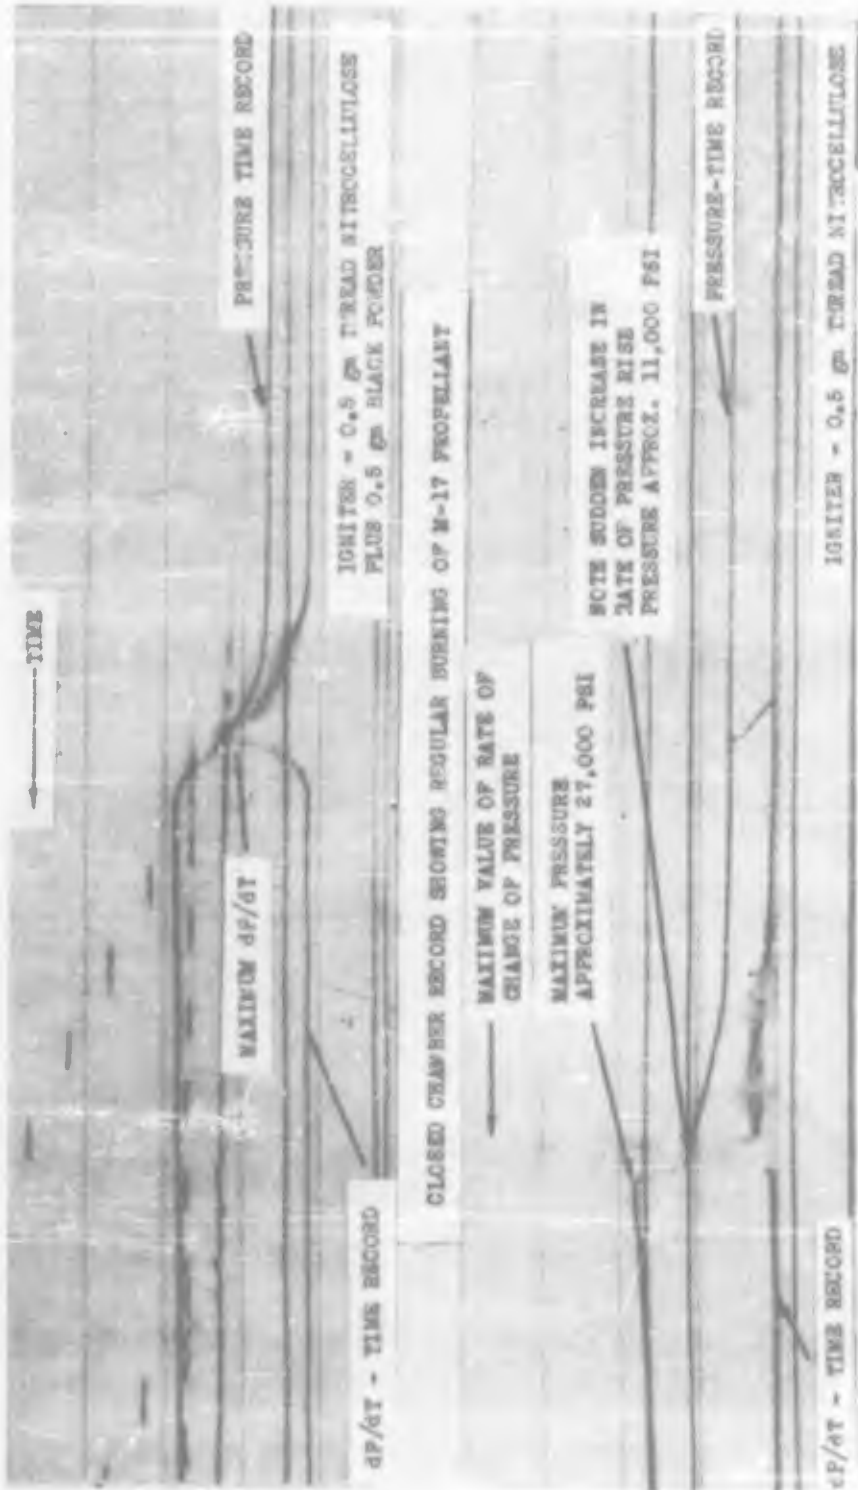 TIME
PRESSURE TIME RECORD
MAXIMUM dP/dT
dP/dT - TIME RECORD
IGNITER - 0.5 gm THREAD NITROCELLULOSE
PLUS 0.5 gm BLACK POWDER
CLOSED CHAMBER RECORD SHOWING REGULAR BURNING OF M-17 PROPELLANT
MAXIMUM VALUE OF RATE OF
CHANGE OF PRESSURE
MAXIMUM PRESSURE
APPROXIMATELY 27,000 PSI
NOTE SUDDEN INCREASE IN
RATE OF PRESSURE RISE
PRESSURE APPROX. 11,000 PSI
PRESSURE-TIME RECORD
dP/dT - TIME RECORD
IGNITER - 0.5 gm THREAD NITROCELLULOSE